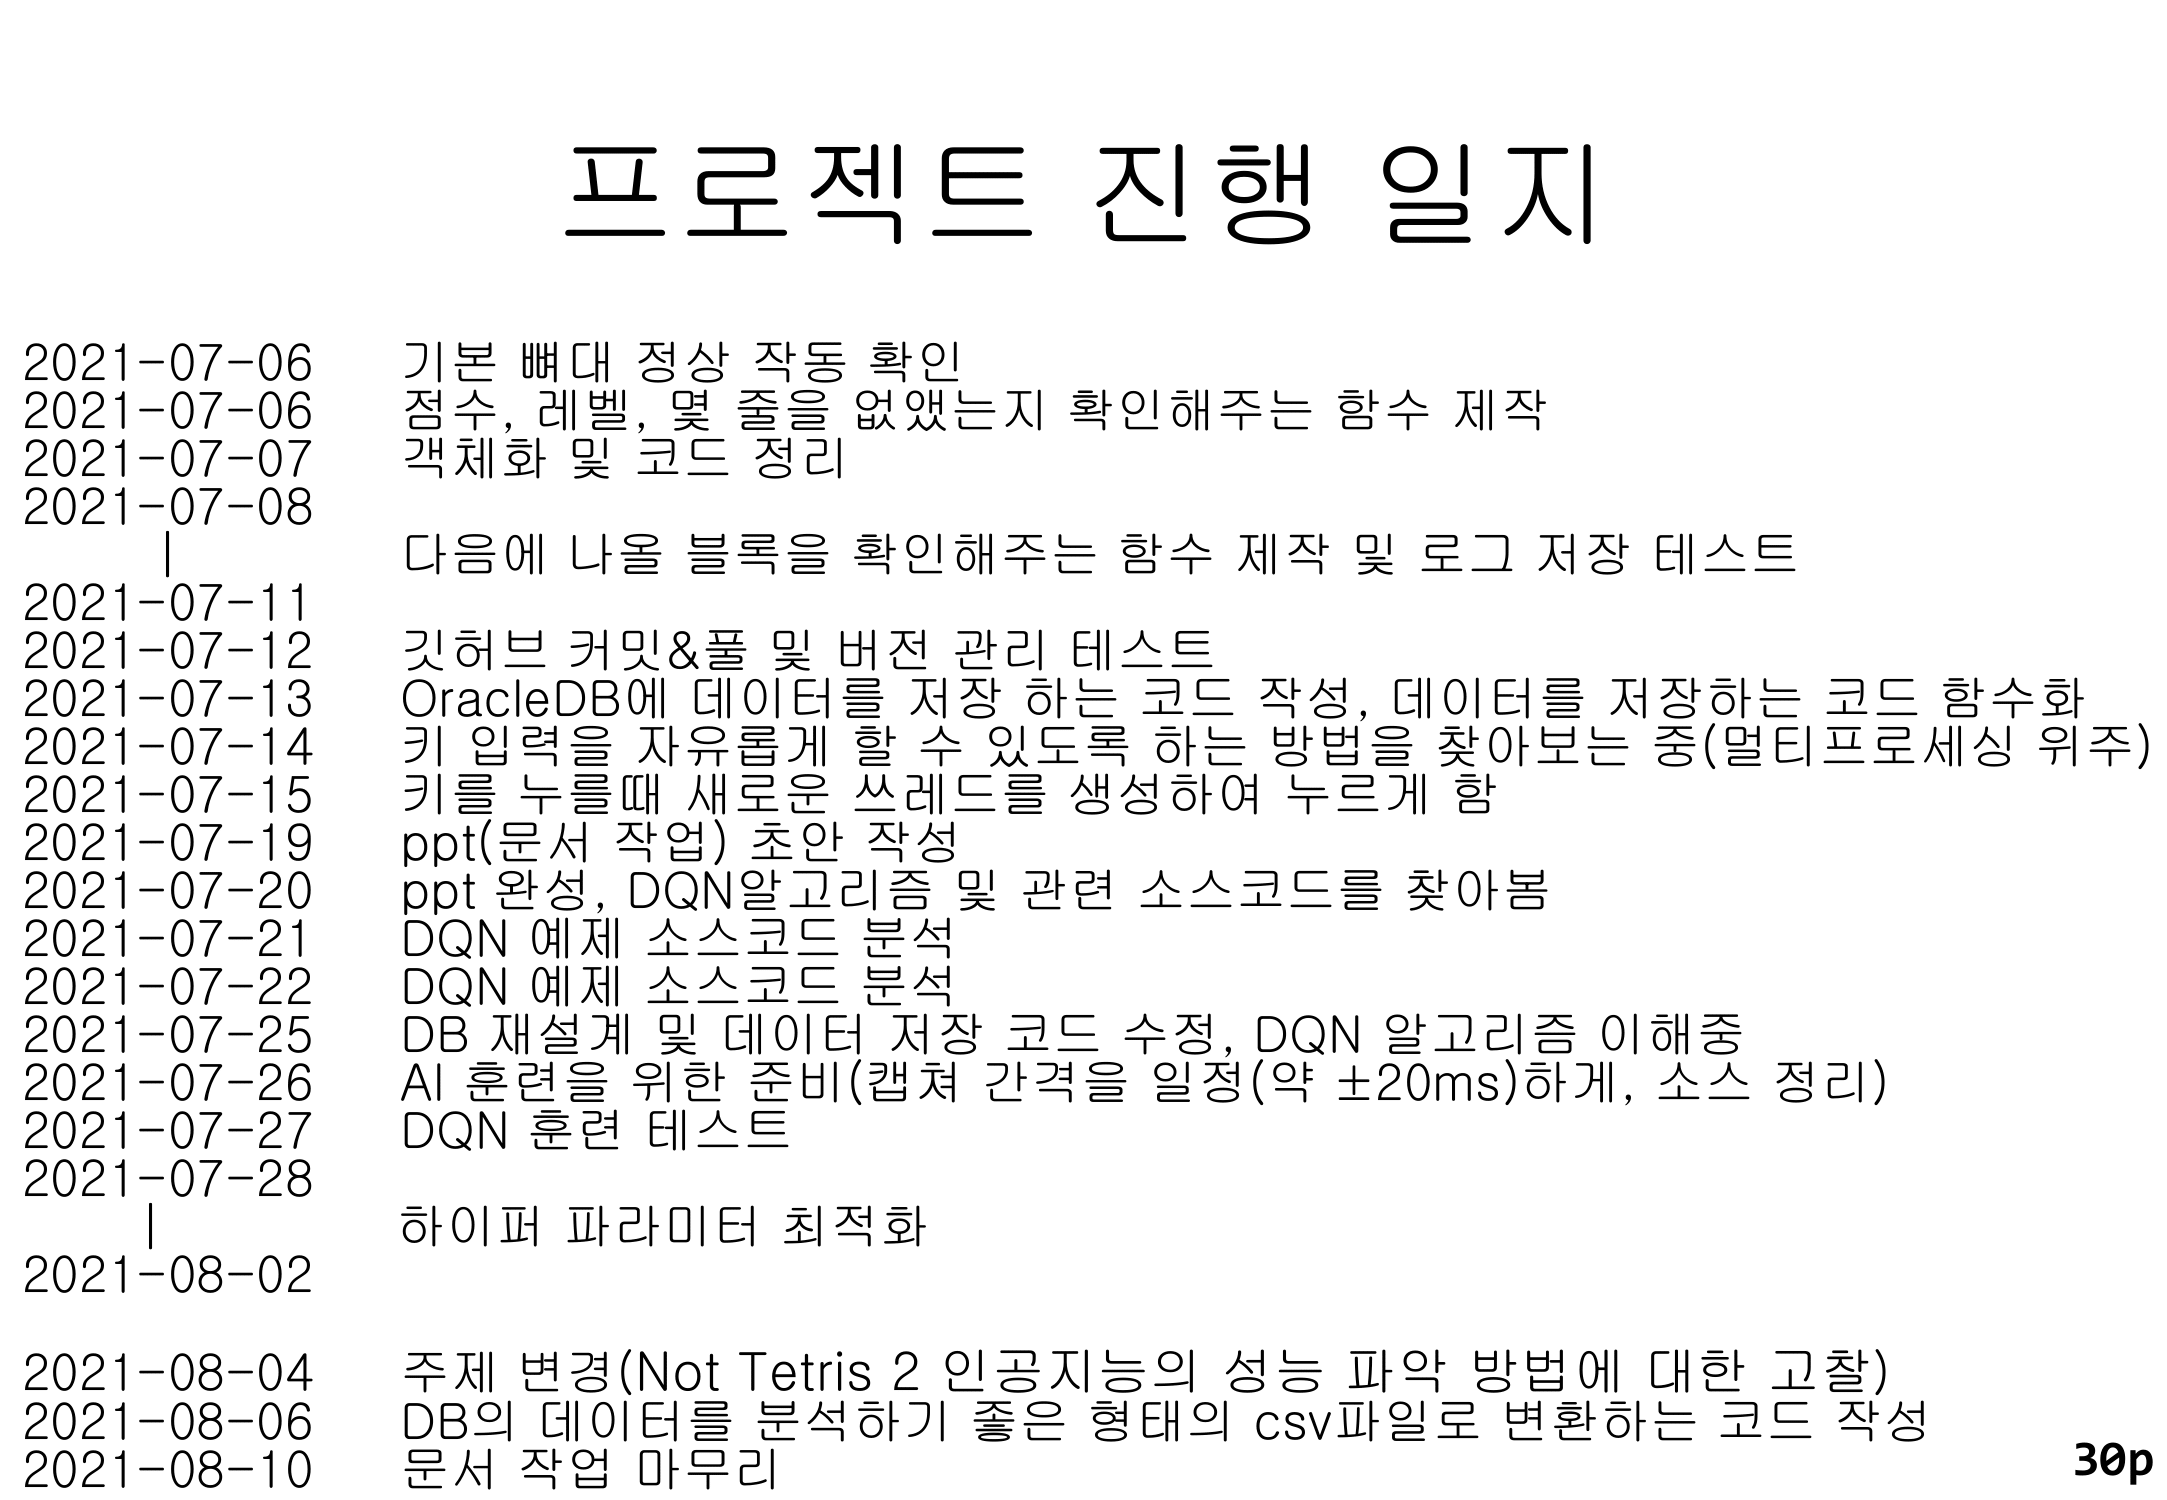 프로젝트 진행 일지
2021-07-06 기본 뼈대 정상 작동 확인
2021-07-06 점수, 레벨, 몇 줄을 없앴는지 확인해주는 함수 제작
2021-07-07 객체화 및 코드 정리
2021-07-08
| 다음에 나올 블록을 확인해주는 함수 제작 및 로그 저장 테스트
2021-07-11
2021-07-12 깃허브 커밋&풀 및 버전 관리 테스트
2021-07-13 OracleDB에 데이터를 저장 하는 코드 작성, 데이터를 저장하는 코드 함수화
2021-07-14 키 입력을 자유롭게 할 수 있도록 하는 방법을 찾아보는 중(멀티프로세싱 위주)
2021-07-15 키를 누를때 새로운 쓰레드를 생성하여 누르게 함
2021-07-19 ppt(문서 작업) 초안 작성
2021-07-20 ppt 완성, DQN알고리즘 및 관련 소스코드를 찾아봄
2021-07-21 DQN 예제 소스코드 분석
2021-07-22 DQN 예제 소스코드 분석
2021-07-25 DB 재설계 및 데이터 저장 코드 수정, DQN 알고리즘 이해중
2021-07-26 AI 훈련을 위한 준비(캡쳐 간격을 일정(약 ±20ms)하게, 소스 정리)
2021-07-27 DQN 훈련 테스트
2021-07-28
| 하이퍼 파라미터 최적화
2021-08-02
2021-08-04 주제 변경(Not Tetris 2 인공지능의 성능 파악 방법에 대한 고찰)
2021-08-06 DB의 데이터를 분석하기 좋은 형태의 csv파일로 변환하는 코드 작성
2021-08-10 문서 작업 마무리
30p